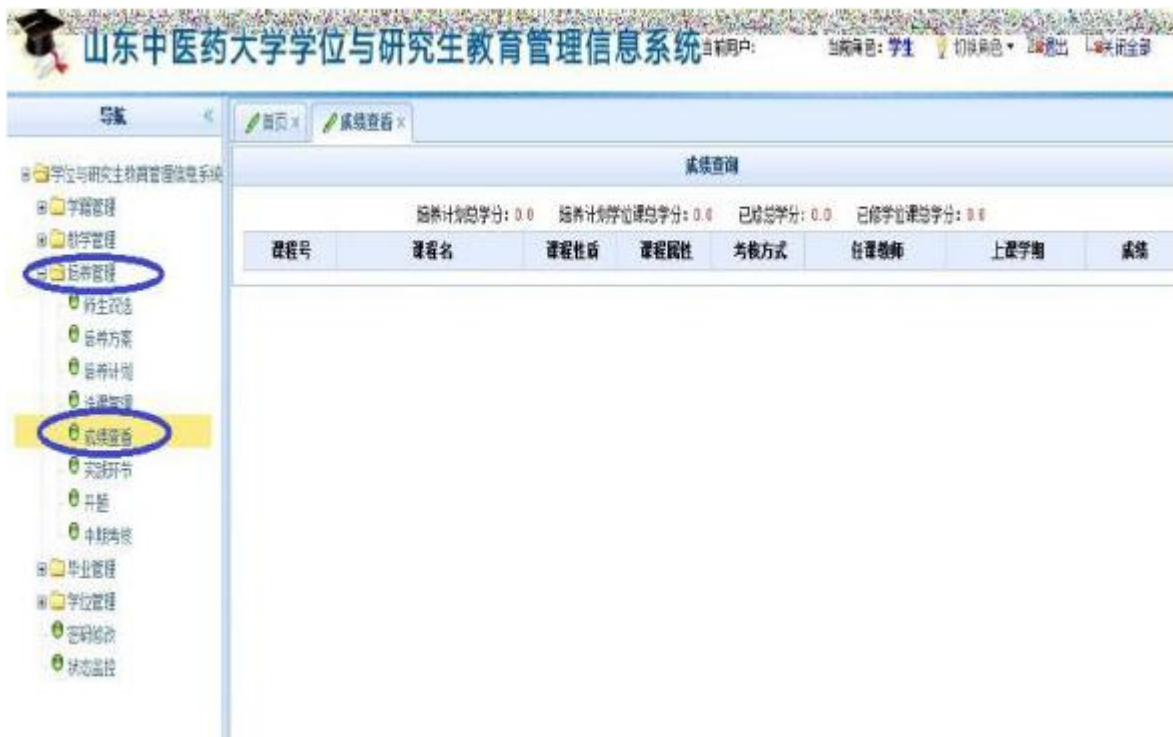 山东中医药大学学位与研究生教育管理信息系统 当前用户: 当前角色: 学生 切换角色 退出 关闭全部
导航
首页 成绩查看
成绩查询
学位与研究生教育管理信息系统
学籍管理
教学管理
培养管理
师生双选
培养方案
培养计划
选课管理
成绩查看
实践环节
开题
中期考核
毕业管理
学位管理
密码修改
状态监控
培养计划总学分: 0.0 培养计划学位课总学分: 0.0 已修总学分: 0.0 已修学位课总学分: 0.0
课程号 课程名 课程性质 课程属性 考核方式 任课教师 上课学期 成绩